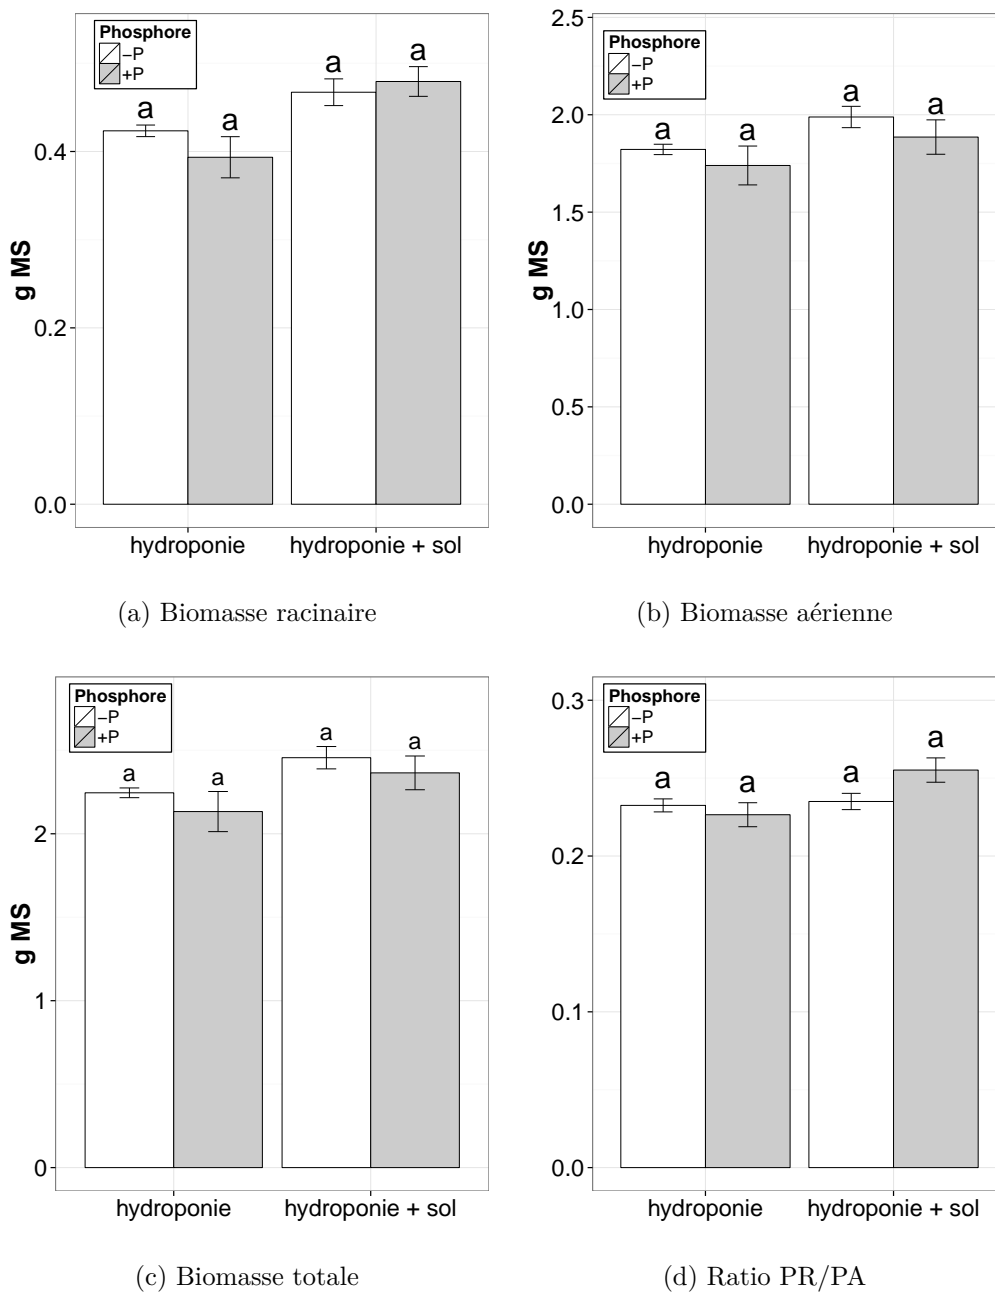 Phosphore
−P
+P
a
a
a
a
0.4
0.2
0.0
g MS
hydroponie
hydroponie + sol
(a) Biomasse racinaire
Phosphore
−P
+P
a
a
a
a
2.5
2.0
1.5
1.0
0.5
0.0
g MS
hydroponie
hydroponie + sol
(b) Biomasse aérienne
Phosphore
−P
+P
a
a
a
a
2
1
0
g MS
hydroponie
hydroponie + sol
(c) Biomasse totale
Phosphore
−P
+P
a
a
a
a
0.3
0.2
0.1
0.0
hydroponie
hydroponie + sol
(d) Ratio PR/PA